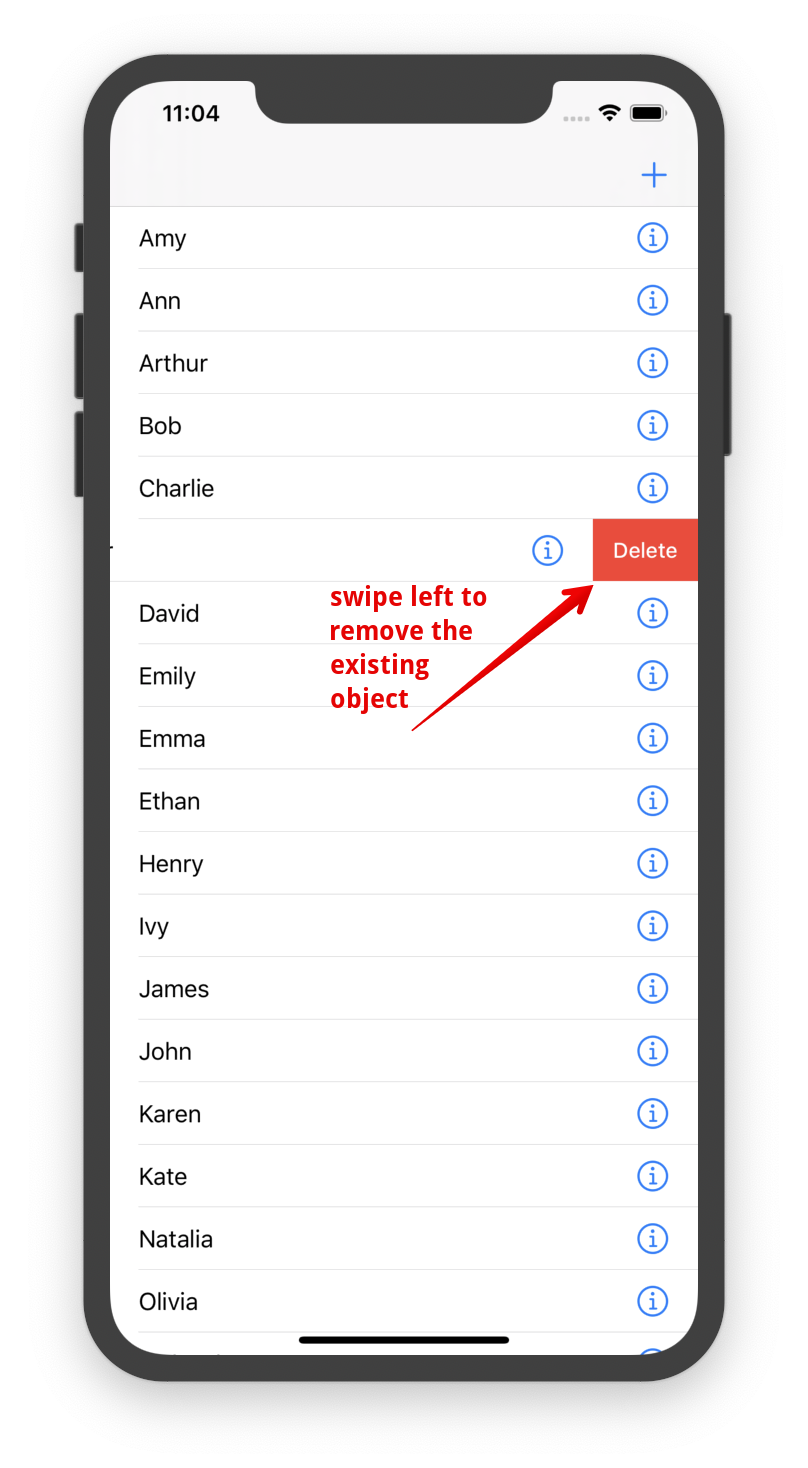 11:04
Amy
Ann
Arthur
Bob
Charlie
Delete
swipe left to
remove the
existing
object
David
Emily
Emma
Ethan
Henry
Ivy
James
John
Karen
Kate
Natalia
Olivia